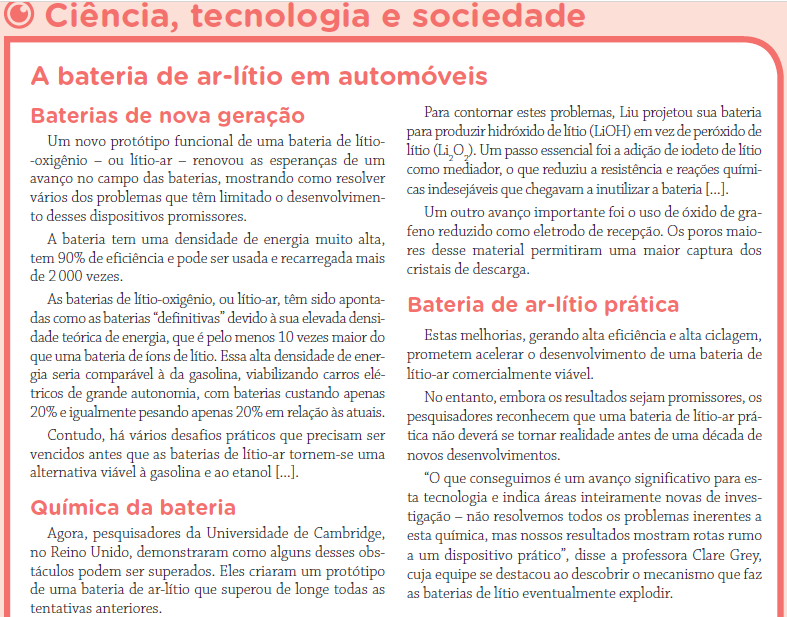 Ciência, tecnologia e sociedade
A bateria de ar-lítio em automóveis
Baterias de nova geração
Um novo protótipo funcional de uma bateria de lítio-
-oxigênio – ou lítio-ar – renovou as esperanças de um
avanço no campo das baterias, mostrando como resolver
vários dos problemas que têm limitado o desenvolvimen-
to desses dispositivos promissores.
A bateria tem uma densidade de energia muito alta,
tem 90% de eficiência e pode ser usada e recarregada mais
de 2 000 vezes.
As baterias de lítio-oxigênio, ou lítio-ar, têm sido aponta-
das como as baterias “definitivas” devido à sua elevada densi-
dade teórica de energia, que é pelo menos 10 vezes maior do
que uma bateria de íons de lítio. Essa alta densidade de ener-
gia seria comparável à da gasolina, viabilizando carros elé-
tricos de grande autonomia, com baterias custando apenas
20% e igualmente pesando apenas 20% em relação às atuais.
Contudo, há vários desafios práticos que precisam ser
vencidos antes que as baterias de lítio-ar tornem-se uma
alternativa viável à gasolina e ao etanol [...].
Química da bateria
Agora, pesquisadores da Universidade de Cambridge,
no Reino Unido, demonstraram como alguns desses obs-
táculos podem ser superados. Eles criaram um protótipo
de uma bateria de ar-lítio que superou de longe todas as
tentativas anteriores.
Para contornar estes problemas, Liu projetou sua bateria
para produzir hidróxido de lítio (LiOH) em vez de peróxido de
lítio (Li₂O₂). Um passo essencial foi a adição de iodeto de lítio
como mediador, o que reduziu a resistência e reações quími-
cas indesejáveis que chegavam a inutilizar a bateria [...].
Um outro avanço importante foi o uso de óxido de gra-
feno reduzido como eletrodo de recepção. Os poros maio-
res desse material permitiram uma maior captura dos
cristais de descarga.
Bateria de ar-lítio prática
Estas melhorias, gerando alta eficiência e alta ciclagem,
prometem acelerar o desenvolvimento de uma bateria de
lítio-ar comercialmente viável.
No entanto, embora os resultados sejam promissores, os
pesquisadores reconhecem que uma bateria de lítio-ar prá-
tica não deverá se tornar realidade antes de uma década de
novos desenvolvimentos.
“O que conseguimos é um avanço significativo para es-
ta tecnologia e indica áreas inteiramente novas de inves-
tigação – não resolvemos todos os problemas inerentes a
esta química, mas nossos resultados mostram rotas rumo
a um dispositivo prático”, disse a professora Clare Grey,
cuja equipe se destacou ao descobrir o mecanismo que faz
as baterias de lítio eventualmente explodir.